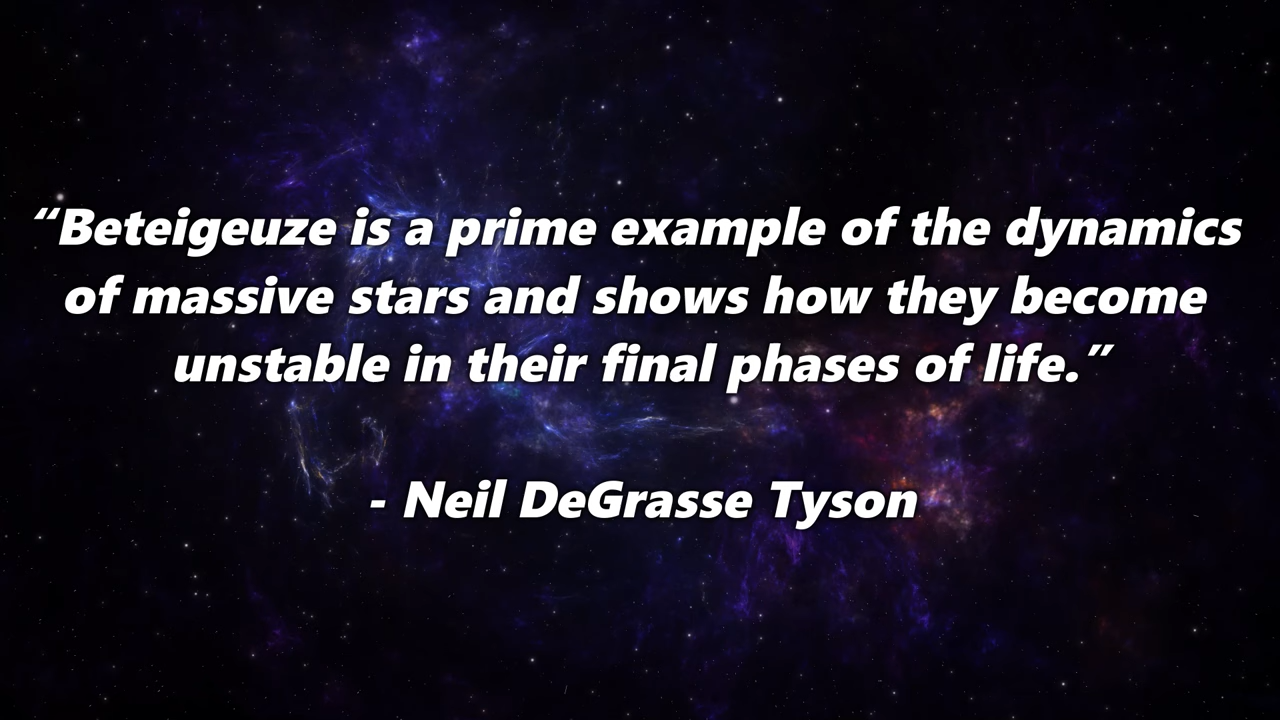 “Beteigeuze is a prime example of the dynamics
of massive stars and shows how they become
unstable in their final phases of life.”
- Neil DeGrasse Tyson